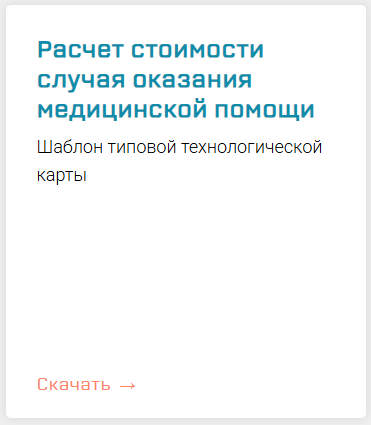 Расчет стоимости
случая оказания
медицинской помощи
Шаблон типовой технологической
карты
Скачать →